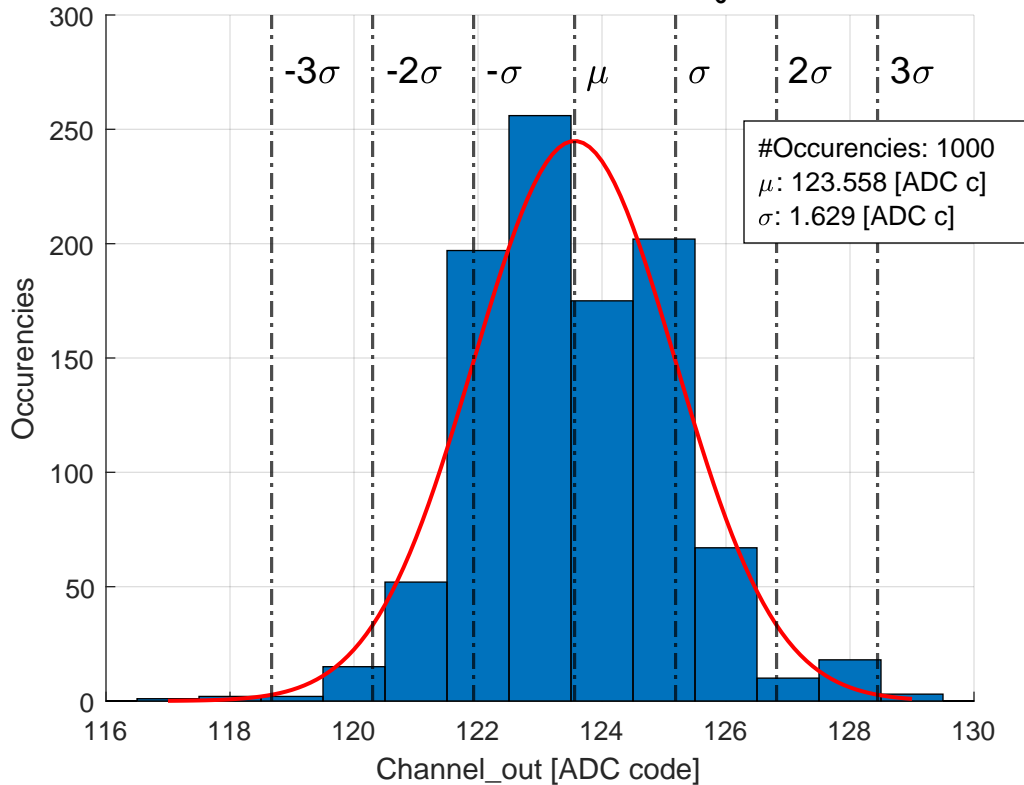 300
250
200
150
100
50
0
116
118
120
122
124
126
128
130
Occurencies
Channel_out [ADC code]
-3σ
-2σ
-σ
μ
σ
2σ
3σ
#Occurencies: 1000
μ: 123.558 [ADC c]
σ: 1.629 [ADC c]